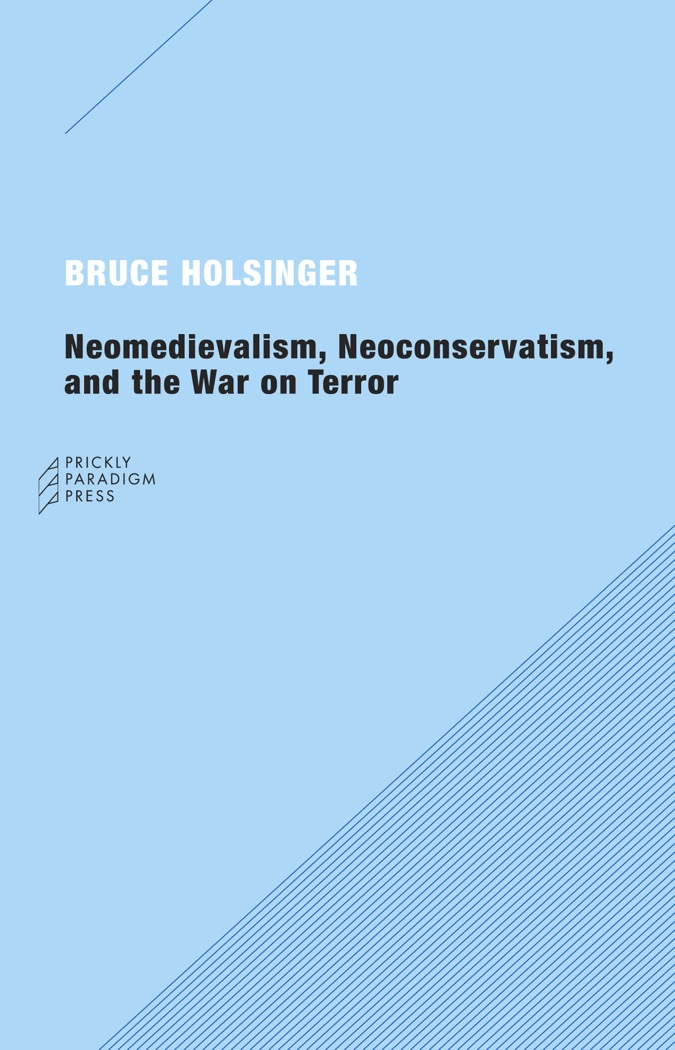 BRUCE HOLSINGER
Neomedievalism, Neoconservatism,
and the War on Terror
PRICKLY
PARADIGM
PRESS